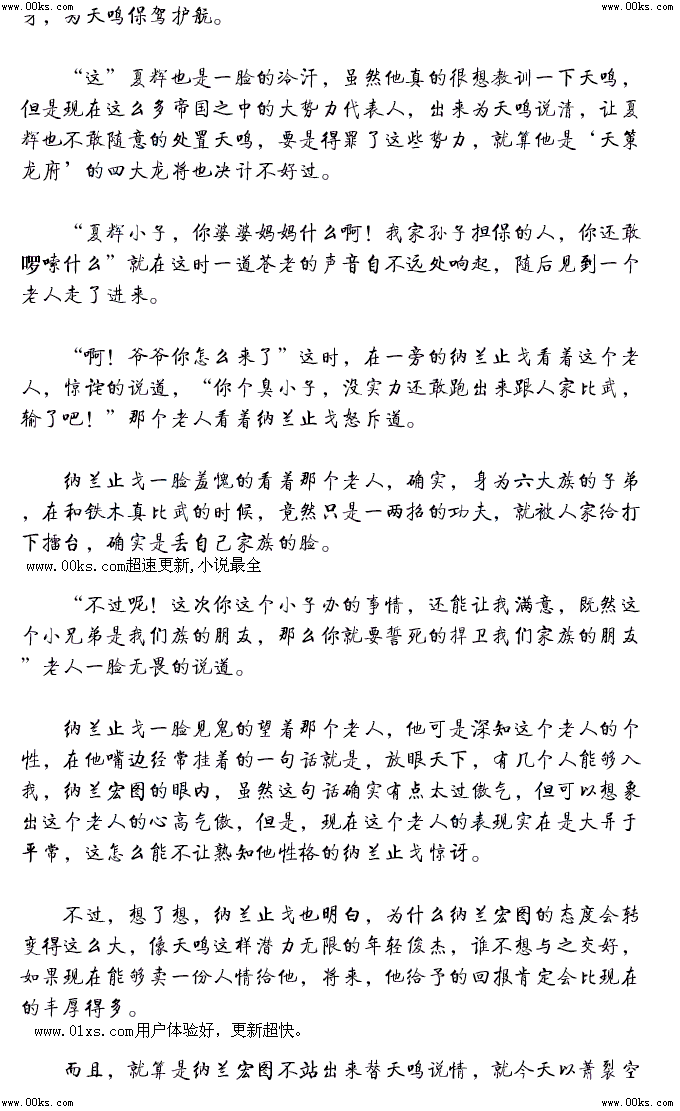 www.00ks.com www.00ks.com
才，为天鸣保驾护航。
“这”夏辉也是一脸的冷汗，虽然他真的很想教训一下天鸣，
但是现在这么多帝国之中的大势力代表人，出来为天鸣说清，让夏
辉也不敢随意的处置天鸣，要是得罪了这些势力，就算他是‘天策
龙府’的四大龙将也决计不好过。
“夏辉小子，你婆婆妈妈什么啊！我家孙子担保的人，你还敢
啰嗦什么”就在这时一道苍老的声音自不远处响起，随后见到一个
老人走了进来。
“啊！爷爷你怎么来了”这时，在一旁的纳兰止戈看着这个老
人，惊诧的说道，“你个臭小子，没实力还敢跑出来跟人家比武，
输了吧！”那个老人看着纳兰止戈怒斥道。
纳兰止戈一脸羞愧的看着那个老人，确实，身为六大族的子弟
，在和铁木真比武的时候，竟然只是一两招的功夫，就被人家给打
下擂台，确实是丢自己家族的脸。
www.00ks.com超速更新,小说最全
“不过呢！这次你这个小子办的事情，还能让我满意，既然这
个小兄弟是我们族的朋友，那么你就要誓死的捍卫我们家族的朋友
”老人一脸无畏的说道。
纳兰止戈一脸见鬼的望着那个老人，他可是深知这个老人的个
性，在他嘴边经常挂着的一句话就是，放眼天下，有几个人能够入
我，纳兰宏图的眼内，虽然这句话确实有点太过傲气，但可以想象
出这个老人的心高气傲，但是，现在这个老人的表现实在是大异于
平常，这怎么能不让熟知他性格的纳兰止戈惊讶。
不过，想了想，纳兰止戈也明白，为什么纳兰宏图的态度会转
变得这么大，像天鸣这样潜力无限的年轻俊杰，谁不想与之交好，
如果现在能够卖一份人情给他，将来，他给予的回报肯定会比现在
的丰厚得多。
www.01xs.com用户体验好，更新超快。
而且，就算是纳兰宏图不站出来替天鸣说情，就今天以萧裂空
www.00ks.com www.00ks.com